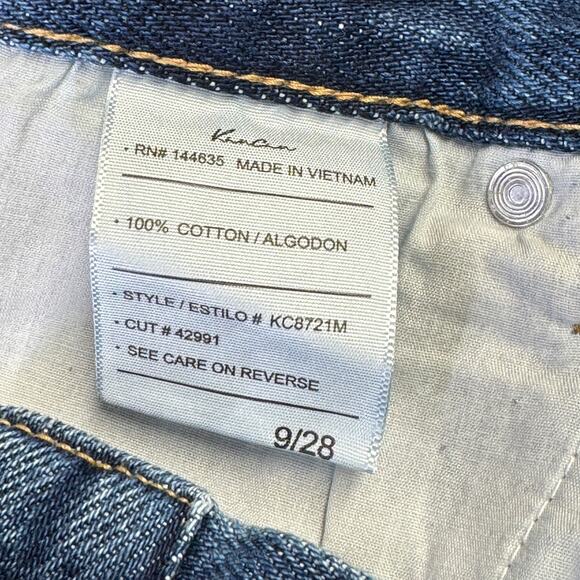 KanCan
• RN# 144635 MADE IN VIETNAM
• 100% COTTON / ALGODON
• STYLE / ESTILO # KC8721M
• CUT # 42991
• SEE CARE ON REVERSE
9/28